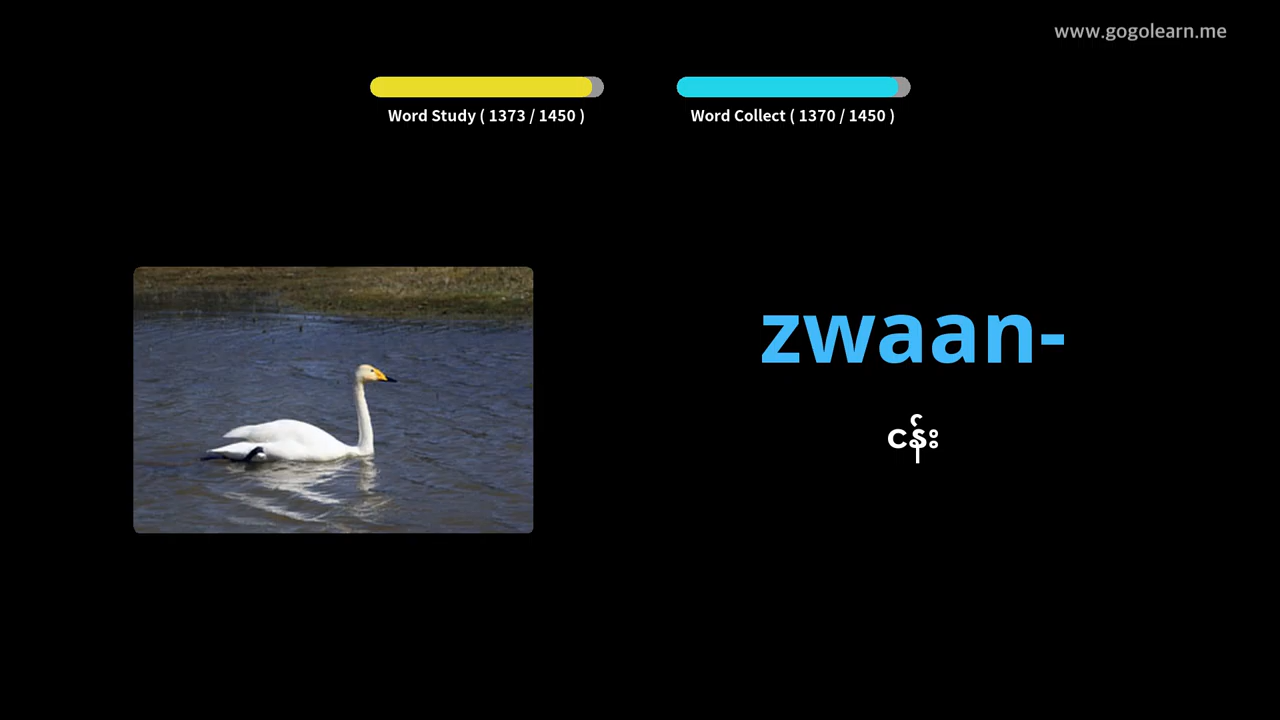 www.gogolearn.me
Word Study ( 1373 / 1450 )
Word Collect ( 1370 / 1450 )
zwaan-
ငန်း